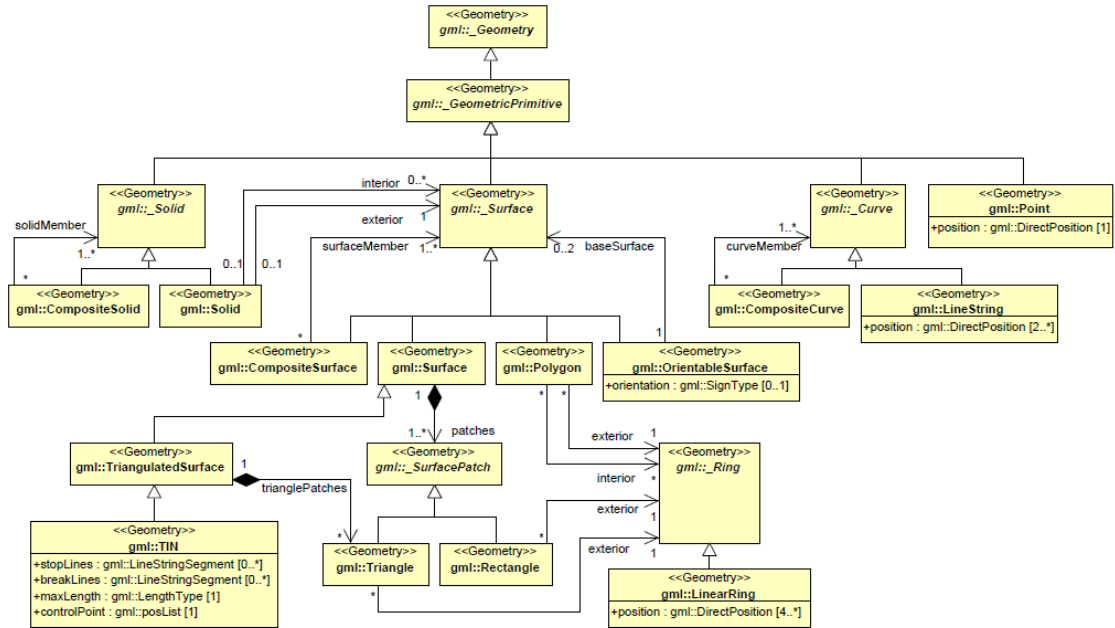 <<Geometry>>
gml::_Geometry
<<Geometry>>
gml::_GeometricPrimitive
<<Geometry>>
gml::_Solid
interior
0..*
exterior
1
<<Geometry>>
gml::_Surface
<<Geometry>>
gml::_Curve
<<Geometry>>
gml::Point
+position : gml::DirectPosition [1]
solidMember
1..*
*
0..1
0..1
surfaceMember
1..*
*
0..2
baseSurface
1
curveMember
1..*
*
<<Geometry>>
gml::CompositeSolid
<<Geometry>>
gml::Solid
<<Geometry>>
gml::CompositeCurve
<<Geometry>>
gml::LineString
+position : gml::DirectPosition [2..*]
<<Geometry>>
gml::CompositeSurface
<<Geometry>>
gml::Surface
<<Geometry>>
gml::Polygon
<<Geometry>>
gml::OrientableSurface
+orientation : gml::SignType [0..1]
1
1..*
patches
*
*
exterior
1
interior
*
<<Geometry>>
gml::TriangulatedSurface
1
trianglePatches
*
<<Geometry>>
gml::_SurfacePatch
<<Geometry>>
gml::_Ring
exterior
1
*
exterior
1
*
<<Geometry>>
gml::TIN
+stopLines : gml::LineStringSegment [0..*]
+breakLines : gml::LineStringSegment [0..*]
+maxLength : gml::LengthType [1]
+controlPoint : gml::posList [1]
<<Geometry>>
gml::Triangle
<<Geometry>>
gml::Rectangle
<<Geometry>>
gml::LinearRing
+position : gml::DirectPosition [4..*]